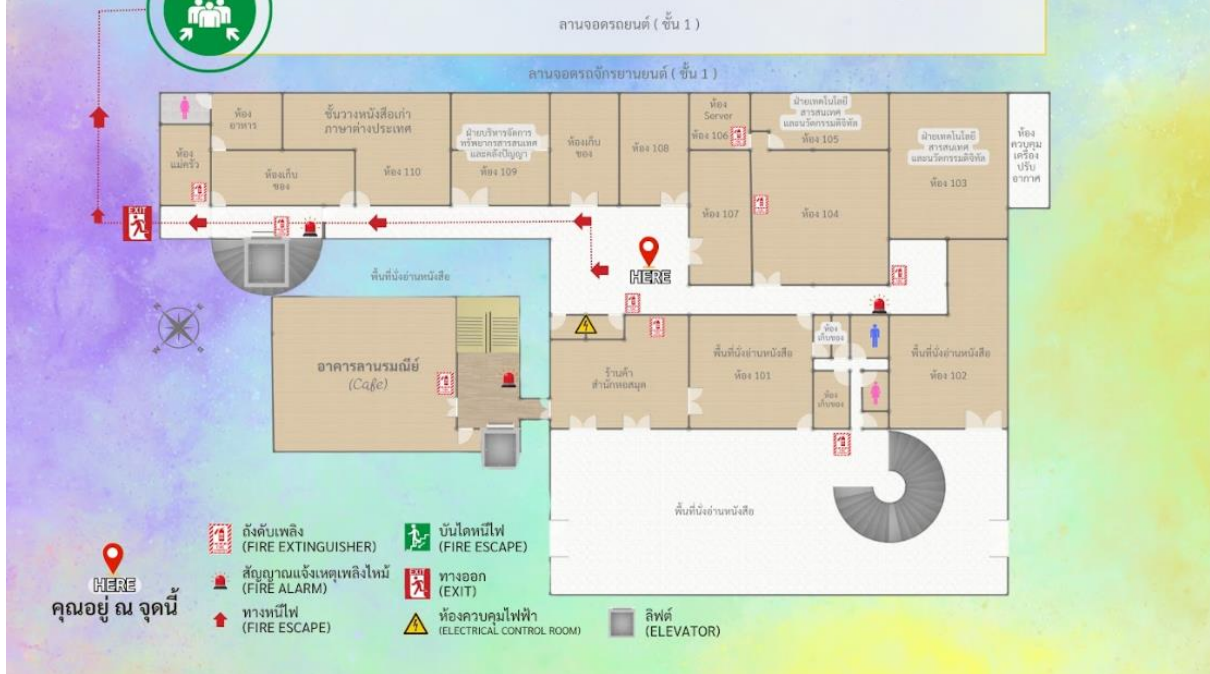 ลานจอดรถยนต์ ( ชั้น 1 )
ลานจอดรถจักรยานยนต์ ( ชั้น 1 )
ห้อง
อาหาร
ชั้นวางหนังสือเก่า
ภาษาต่างประเทศ
ฝ่ายบริหารจัดการ
ทรัพยากรสารสนเทศ
และคลังปัญญา
ห้อง 109
ห้องเก็บ
ของ
ห้อง 108
ห้อง
Server
ห้อง 106
ฝ่ายเทคโนโลยี
สารสนเทศ
และนวัตกรรมดิจิทัล
ห้อง 105
ฝ่ายเทคโนโลยี
สารสนเทศ
และนวัตกรรมดิจิทัล
ห้อง 103
ห้อง
ควบคุม
เครื่อง
ปรับ
อากาศ
ห้อง
แม่ครัว
ห้องเก็บ
ของ
ห้อง 110
ห้อง 107
ห้อง 104
EXIT
HERE
พื้นที่นั่งอ่านหนังสือ
อาคารลานรมณีย์
(Cafe)
ร้านค้า
สำนักหอสมุด
พื้นที่นั่งอ่านหนังสือ
ห้อง 101
ห้อง
เก็บของ
ห้อง
เก็บของ
พื้นที่นั่งอ่านหนังสือ
ห้อง 102
พื้นที่นั่งอ่านหนังสือ
HERE
คุณอยู่ ณ จุดนี้
ถังดับเพลิง
(FIRE EXTINGUISHER)
สัญญาณแจ้งเหตุเพลิงไหม้
(FIRE ALARM)
ทางหนีไฟ
(FIRE ESCAPE)
บันไดหนีไฟ
(FIRE ESCAPE)
EXIT
ทางออก
(EXIT)
ห้องควบคุมไฟฟ้า
(ELECTRICAL CONTROL ROOM)
ลิฟต์
(ELEVATOR)